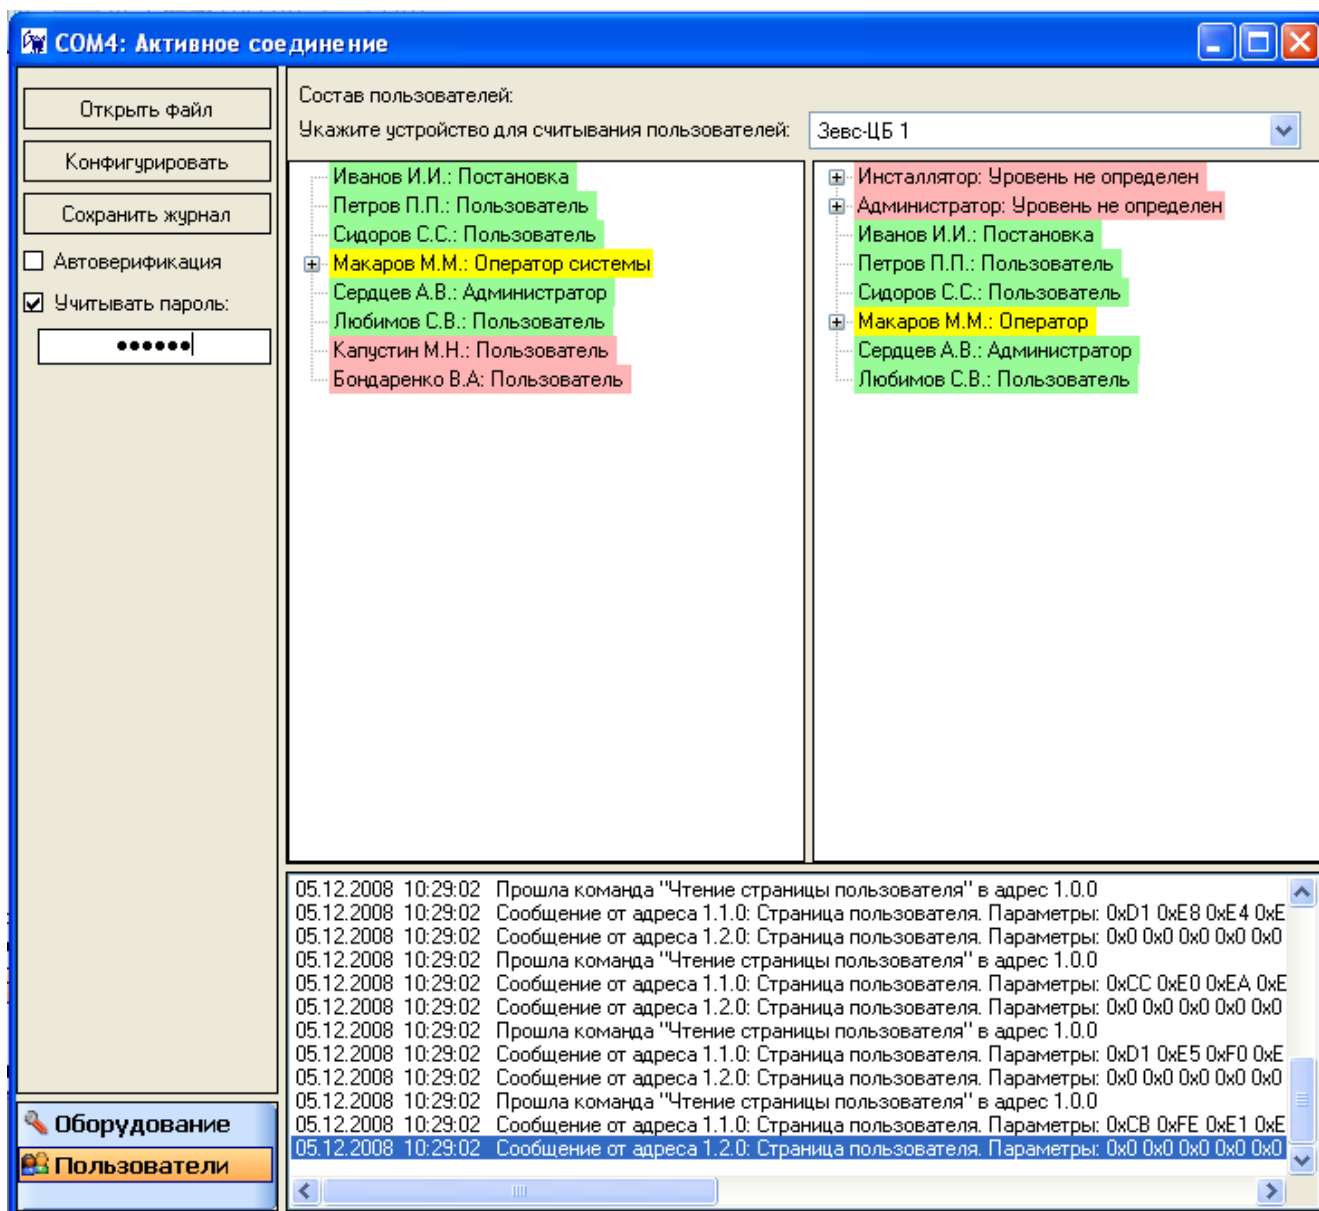 COM4: Активное соединение
Открыть файл
Конфигурировать
Сохранить журнал
Автоверификация
Учитывать пароль:
••••••
Оборудование
Пользователи
Состав пользователей:
Укажите устройство для считывания пользователей:
Зевс-ЦБ 1
Иванов И.И.: Постановка
Петров П.П.: Пользователь
Сидоров С.С.: Пользователь
Макаров М.М.: Оператор системы
Сердцев А.В.: Администратор
Любимов С.В.: Пользователь
Капустин М.Н.: Пользователь
Бондаренко В.А: Пользователь
Инсталлятор: Уровень не определен
Администратор: Уровень не определен
Иванов И.И.: Постановка
Петров П.П.: Пользователь
Сидоров С.С.: Пользователь
Макаров М.М.: Оператор
Сердцев А.В.: Администратор
Любимов С.В.: Пользователь
05.12.2008 10:29:02 Прошла команда "Чтение страницы пользователя" в адрес 1.0.0
05.12.2008 10:29:02 Сообщение от адреса 1.1.0: Страница пользователя. Параметры: 0xD1 0xE8 0xE4 0xE
05.12.2008 10:29:02 Сообщение от адреса 1.2.0: Страница пользователя. Параметры: 0x0 0x0 0x0 0x0 0x0
05.12.2008 10:29:02 Прошла команда "Чтение страницы пользователя" в адрес 1.0.0
05.12.2008 10:29:02 Сообщение от адреса 1.1.0: Страница пользователя. Параметры: 0xCC 0xE0 0xEA 0xE
05.12.2008 10:29:02 Сообщение от адреса 1.2.0: Страница пользователя. Параметры: 0x0 0x0 0x0 0x0 0x0
05.12.2008 10:29:02 Прошла команда "Чтение страницы пользователя" в адрес 1.0.0
05.12.2008 10:29:02 Сообщение от адреса 1.1.0: Страница пользователя. Параметры: 0xD1 0xE5 0xF0 0xE
05.12.2008 10:29:02 Сообщение от адреса 1.2.0: Страница пользователя. Параметры: 0x0 0x0 0x0 0x0 0x0
05.12.2008 10:29:02 Прошла команда "Чтение страницы пользователя" в адрес 1.0.0
05.12.2008 10:29:02 Сообщение от адреса 1.1.0: Страница пользователя. Параметры: 0xCB 0xFE 0xE1 0xE
05.12.2008 10:29:02 Сообщение от адреса 1.2.0: Страница пользователя. Параметры: 0x0 0x0 0x0 0x0 0x0